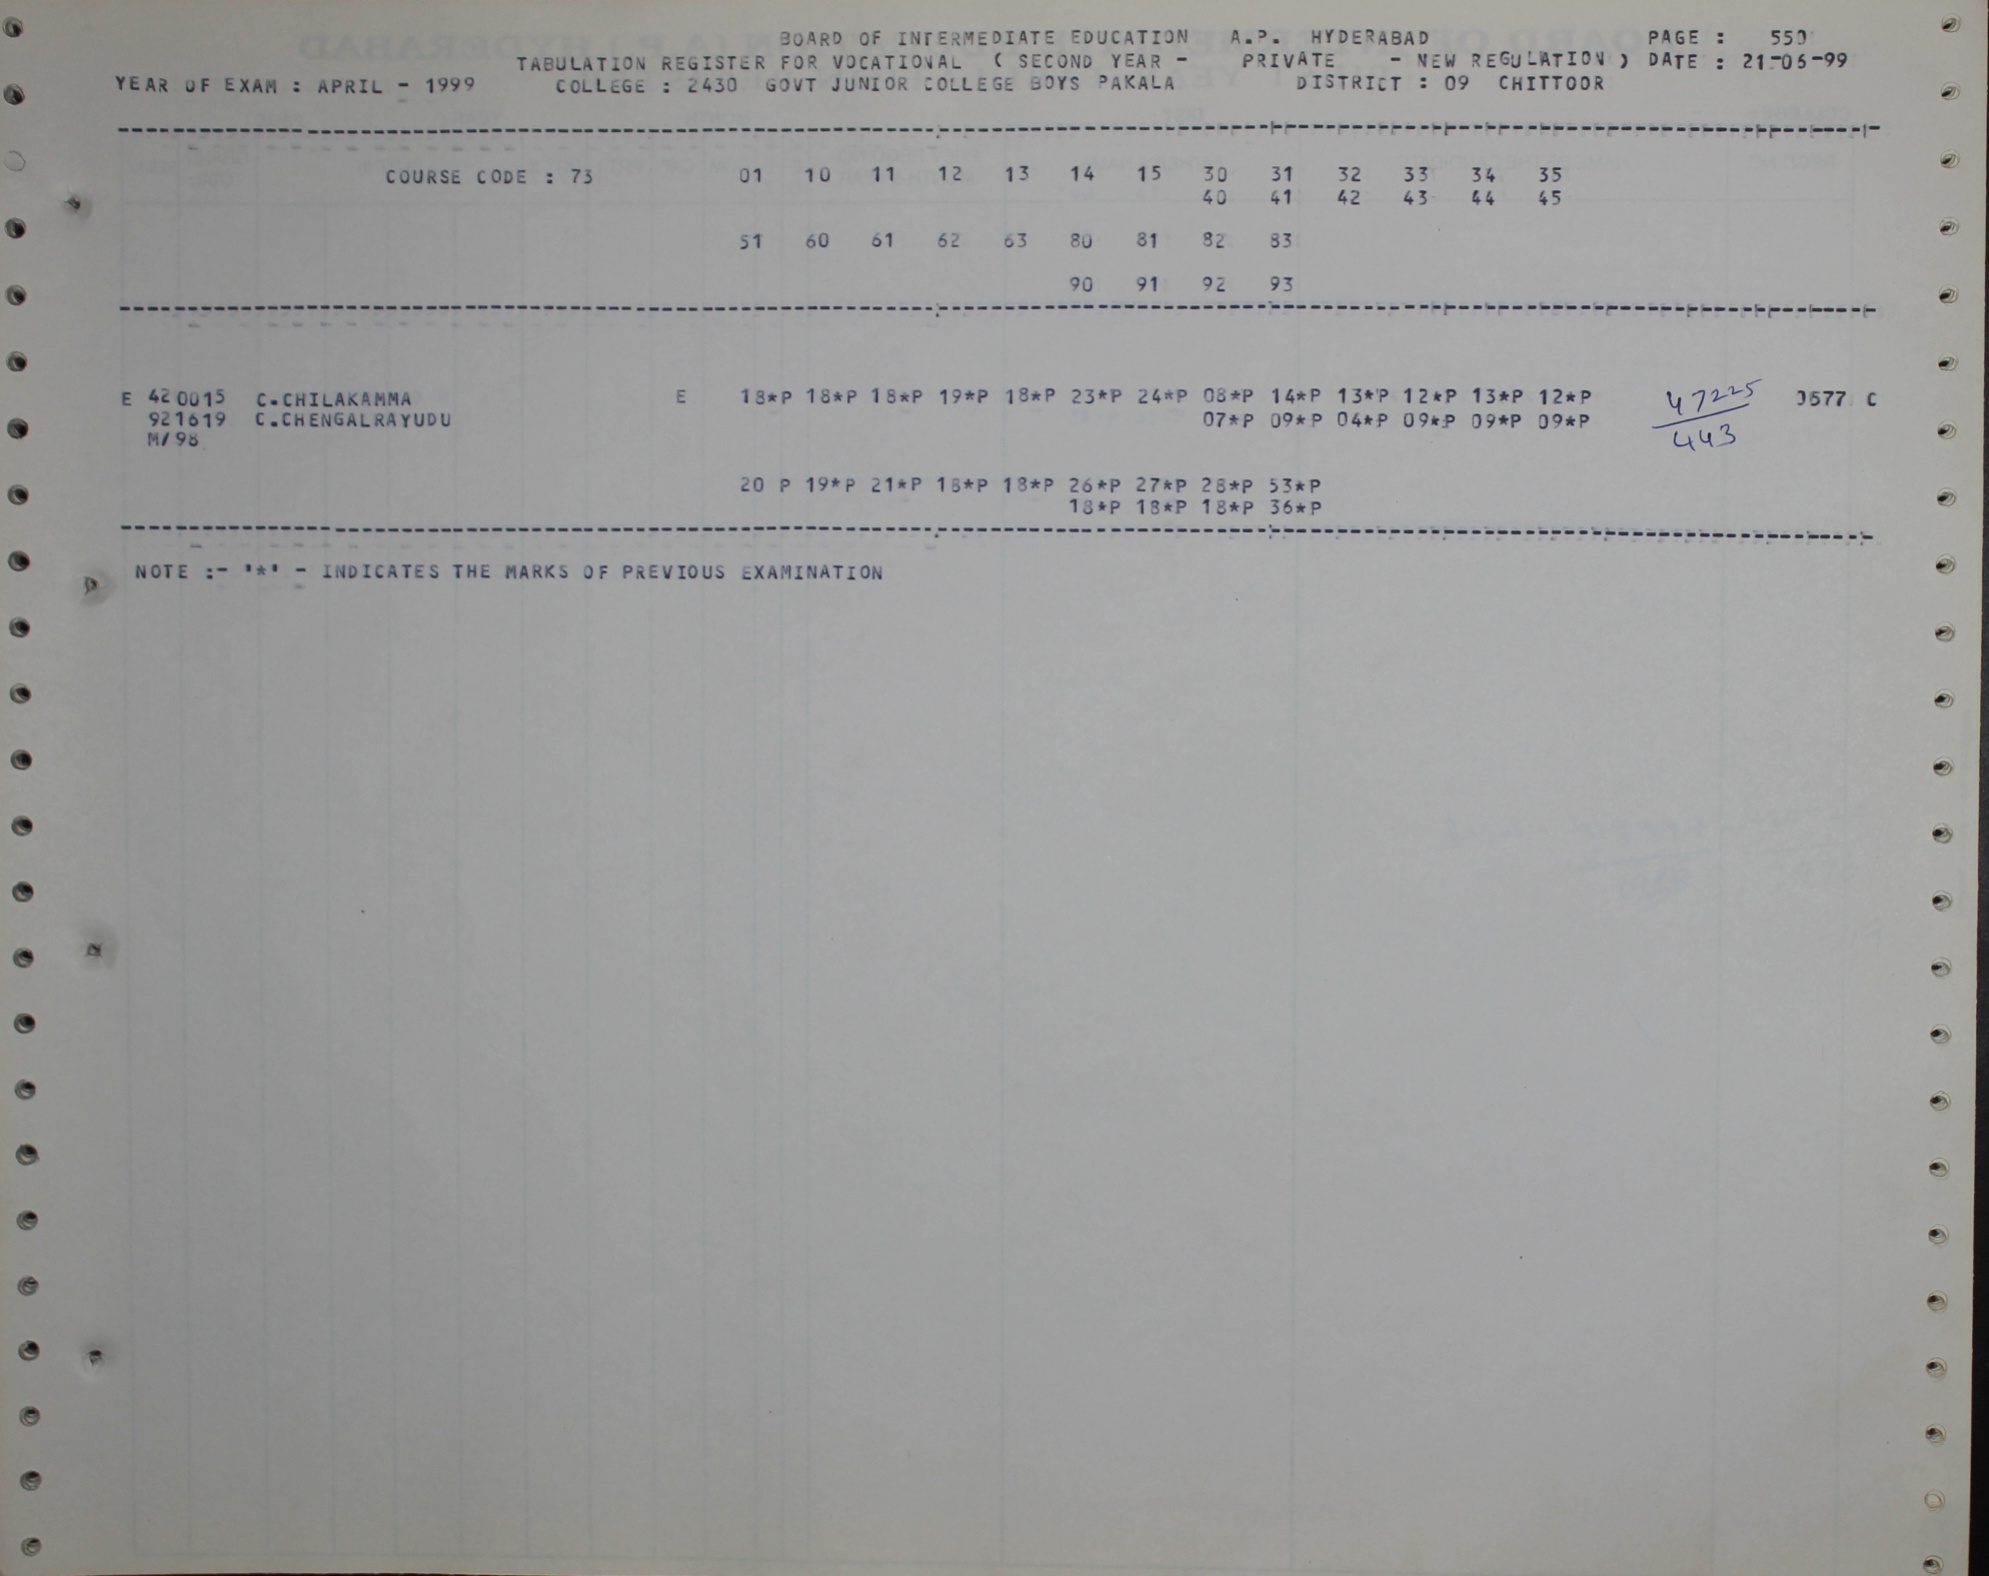 BOARD OF INTERMEDIATE EDUCATION A.P. HYDERABAD PAGE : 550
TABULATION REGISTER FOR VOCATIONAL ( SECOND YEAR - PRIVATE - NEW REGULATION ) DATE : 21-06-99
YEAR OF EXAM : APRIL - 1999 COLLEGE : 2430 GOVT JUNIOR COLLEGE BOYS PAKALA DISTRICT : 09 CHITTOOR
COURSE CODE : 73 01 10 11 12 13 14 15 30 31 32 33 34 35
40 41 42 43 44 45
51 60 61 62 63 80 81 82 83
90 91 92 93
E 420015 C.CHILAKAMMA E 18*P 18*P 18*P 19*P 18*P 23*P 24*P 08*P 14*P 13*P 12*P 13*P 12*P 47225 0577 C
921619 C.CHENGALRAYUDU 07*P 09*P 04*P 09*P 09*P 09*P 443
M/98
20 P 19*P 21*P 18*P 18*P 26*P 27*P 28*P 53*P
18*P 18*P 18*P 36*P
NOTE :- '*' - INDICATES THE MARKS OF PREVIOUS EXAMINATION